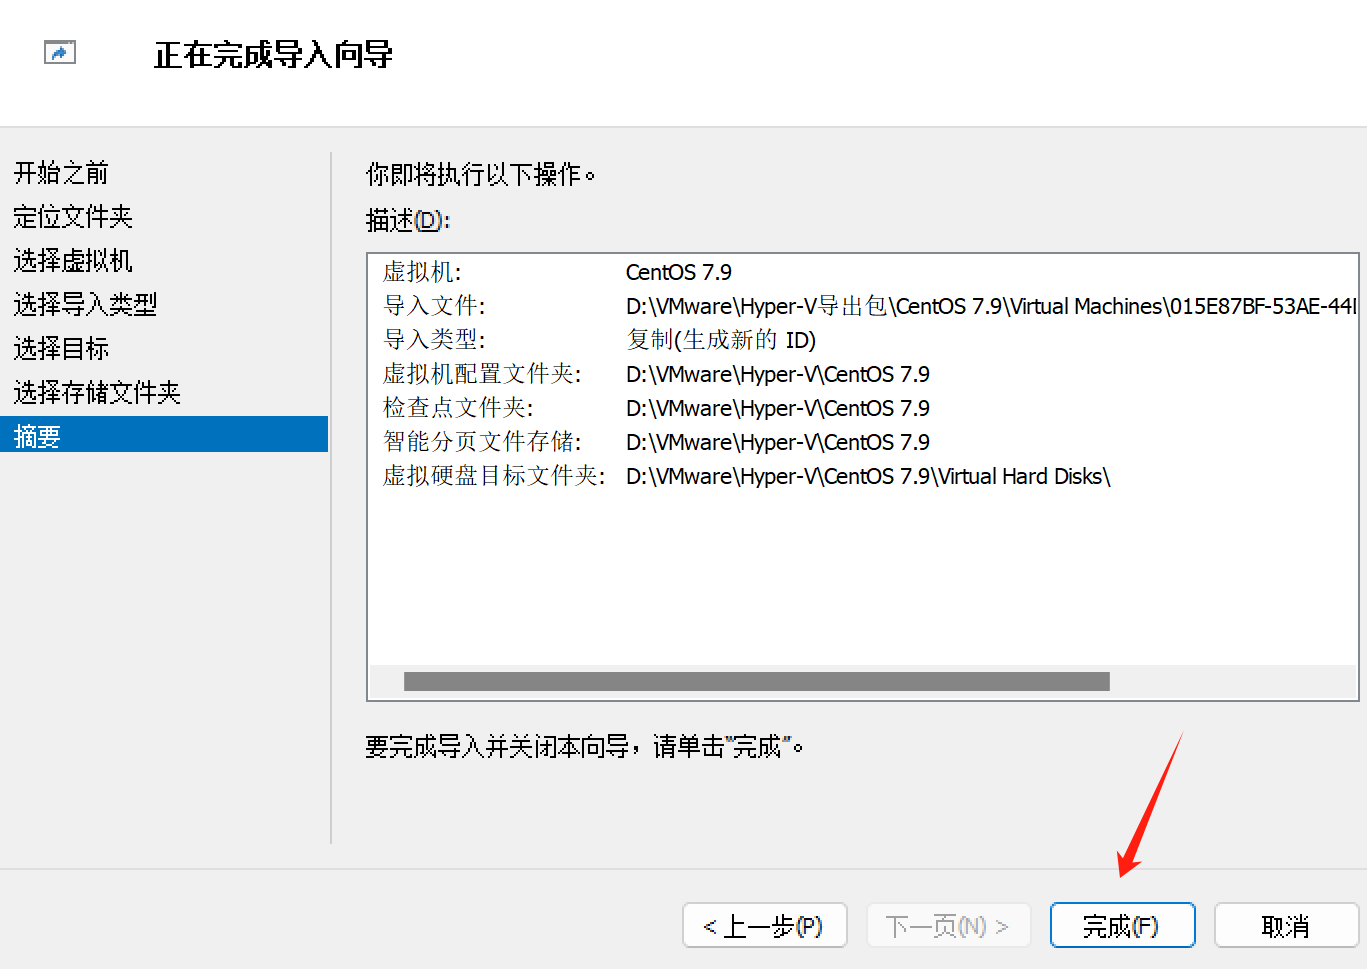 正在完成导入向导
开始之前
定位文件夹
选择虚拟机
选择导入类型
选择目标
选择存储文件夹
摘要
你即将执行以下操作。
描述(D):
虚拟机: CentOS 7.9
导入文件: D:\VMware\Hyper-V导出包\CentOS 7.9\Virtual Machines\015E87BF-53AE-44
导入类型: 复制(生成新的 ID)
虚拟机配置文件夹: D:\VMware\Hyper-V\CentOS 7.9
检查点文件夹: D:\VMware\Hyper-V\CentOS 7.9
智能分页文件存储: D:\VMware\Hyper-V\CentOS 7.9
虚拟硬盘目标文件夹: D:\VMware\Hyper-V\CentOS 7.9\Virtual Hard Disks\
要完成导入并关闭本向导，请单击"完成"。
< 上一步(P)
下一页(N) >
完成(F)
取消